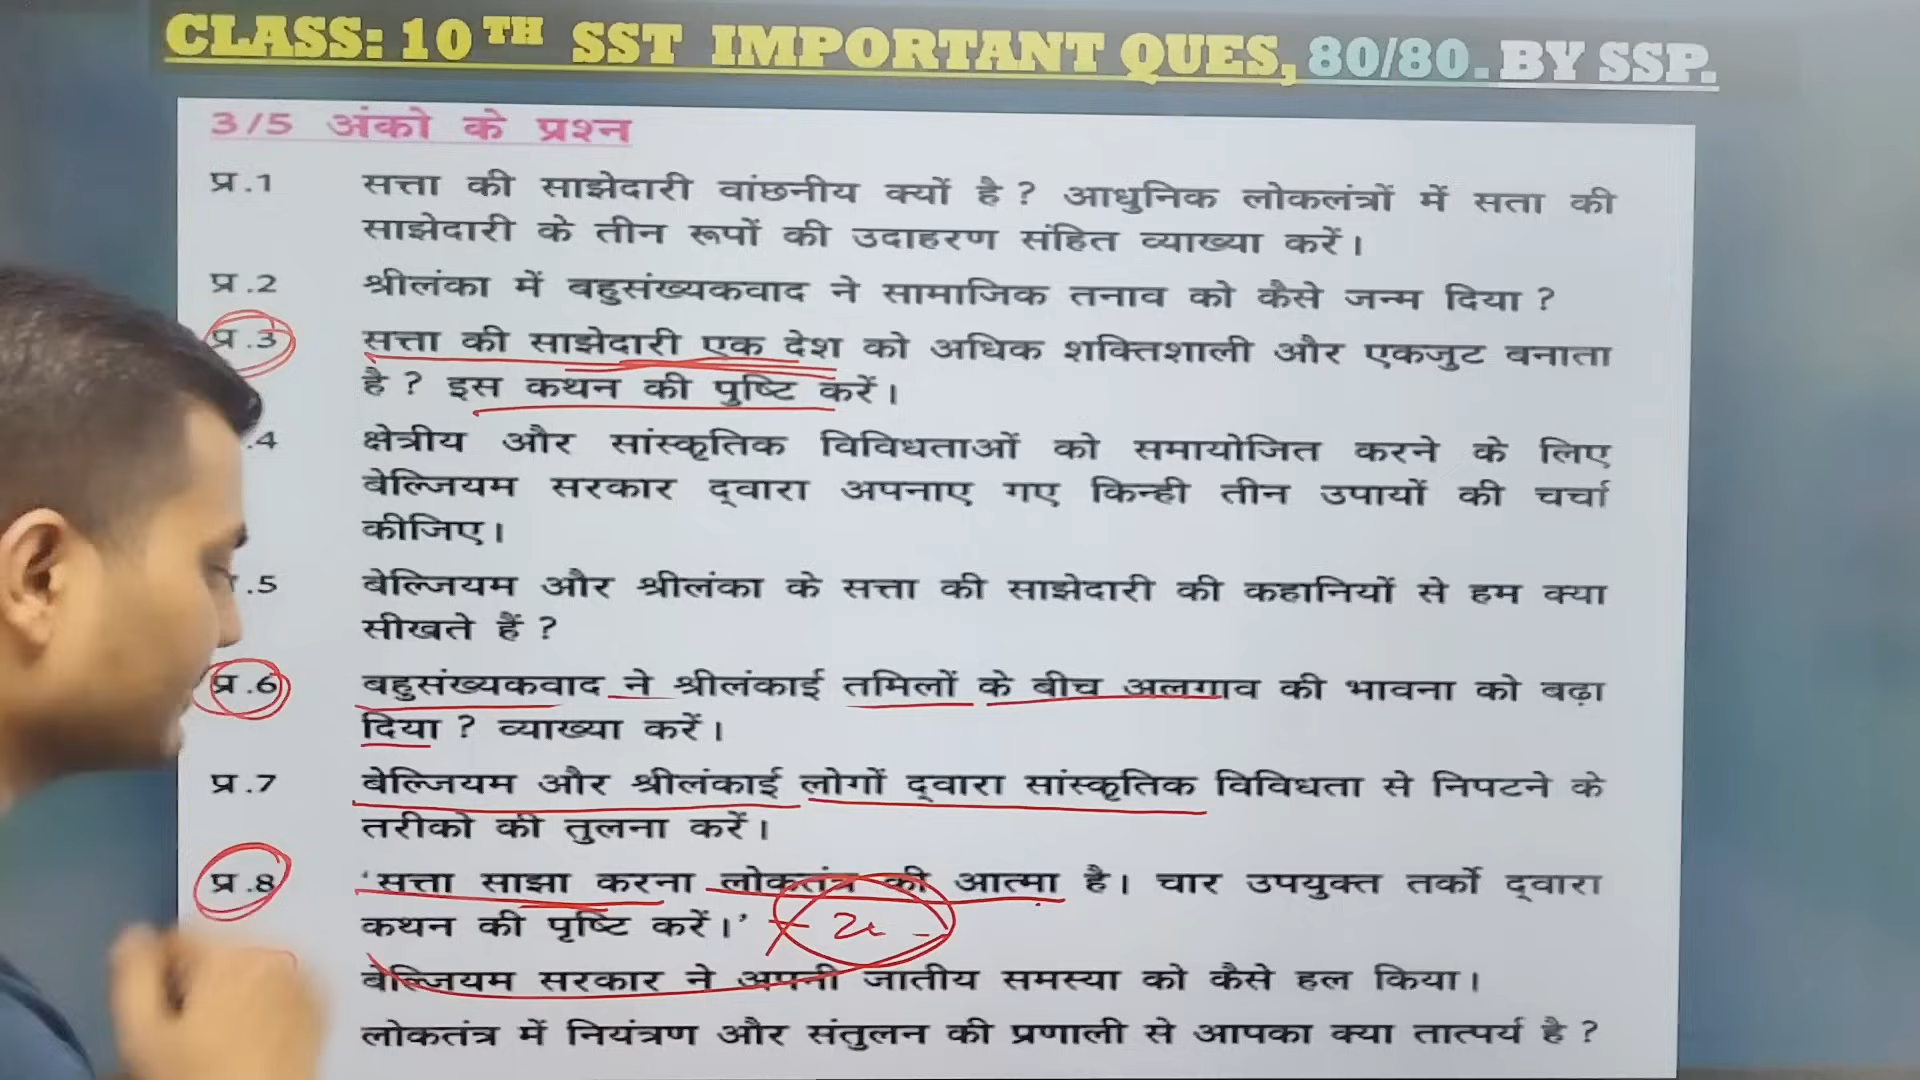 CLASS: 10TH SST IMPORTANT QUES, 80/80. BY SSP.
3/5 अंको के प्रश्न
प्र.1 सत्ता की साझेदारी वांछनीय क्यों है? आधुनिक लोकलंत्रों में सता की
साझेदारी के तीन रूपों की उदाहरण संहित व्याख्या करें।
प्र.2 श्रीलंका में बहुसंख्यकवाद ने सामाजिक तनाव को कैसे जन्म दिया?
प्र.3 सत्ता की साझेदारी एक देश को अधिक शक्तिशाली और एकजुट बनाता
है? इस कथन की पुष्टि करें।
.4 क्षेत्रीय और सांस्कृतिक विविधताओं को समायोजित करने के लिए
बेल्जियम सरकार द्वारा अपनाए गए किन्ही तीन उपायों की चर्चा
कीजिए।
.5 बेल्जियम और श्रीलंका के सत्ता की साझेदारी की कहानियों से हम क्या
सीखते हैं?
प्र.6 बहुसंख्यकवाद ने श्रीलंकाई तमिलों के बीच अलगाव की भावना को बढ़ा
दिया? व्याख्या करें।
प्र.7 बेल्जियम और श्रीलंकाई लोगों द्वारा सांस्कृतिक विविधता से निपटने के
तरीको की तुलना करें।
प्र.8 'सत्ता साझा करना लोकतंत्र की आत्मा है। चार उपयुक्त तर्को द्वारा
कथन की पृष्टि करें।'
बेल्जियम सरकार ने अपनी जातीय समस्या को कैसे हल किया।
लोकतंत्र में नियंत्रण और संतुलन की प्रणाली से आपका क्या तात्पर्य है?